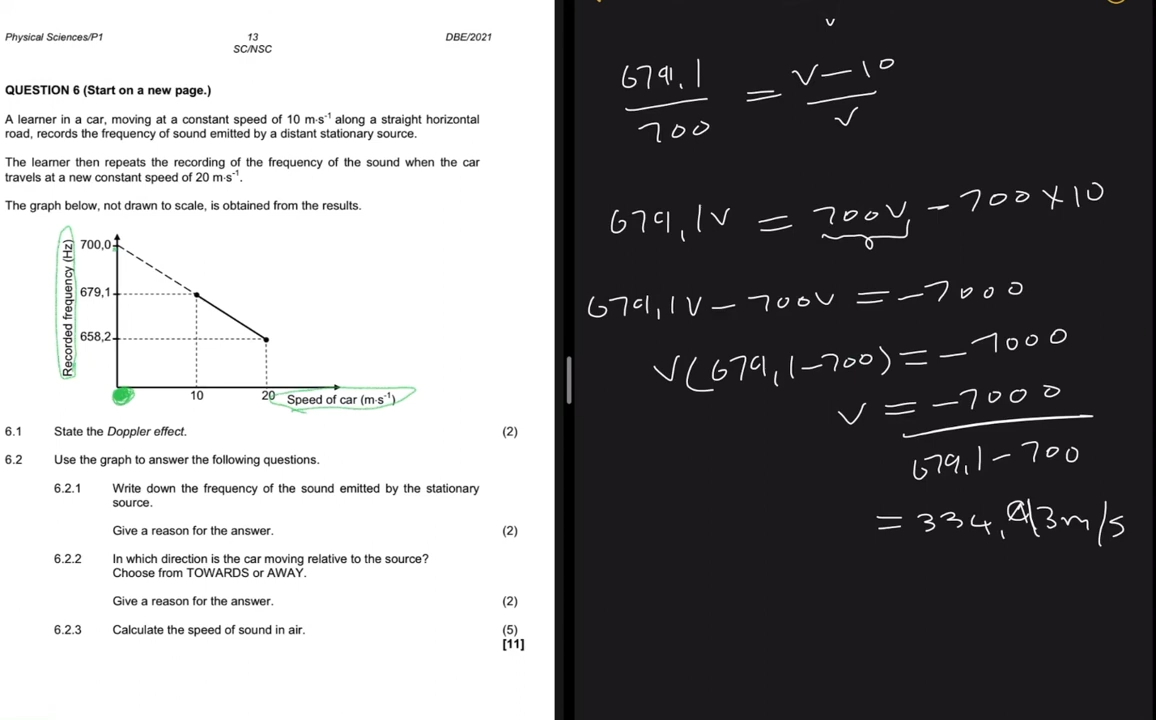 Physical Sciences/P1 13 DBE/2021
SC/NSC
QUESTION 6 (Start on a new page.)
A learner in a car, moving at a constant speed of 10 m·s⁻¹ along a straight horizontal
road, records the frequency of sound emitted by a distant stationary source.
The learner then repeats the recording of the frequency of the sound when the car
travels at a new constant speed of 20 m·s⁻¹.
The graph below, not drawn to scale, is obtained from the results.
Recorded frequency (Hz)
700,0
679,1
658,2
10
20
Speed of car (m·s⁻¹)
6.1 State the Doppler effect. (2)
6.2 Use the graph to answer the following questions.
6.2.1 Write down the frequency of the sound emitted by the stationary
source.
Give a reason for the answer. (2)
6.2.2 In which direction is the car moving relative to the source?
Choose from TOWARDS or AWAY.
Give a reason for the answer. (2)
6.2.3 Calculate the speed of sound in air. (5)
[11]
v
679,1 / 700 = v – 10 / v
679,1v = 700v – 700 × 10
679,1v – 700v = –7000
v(679,1–700) = –7000
v = –7000 / 679,1 – 700
= 334,93m/s